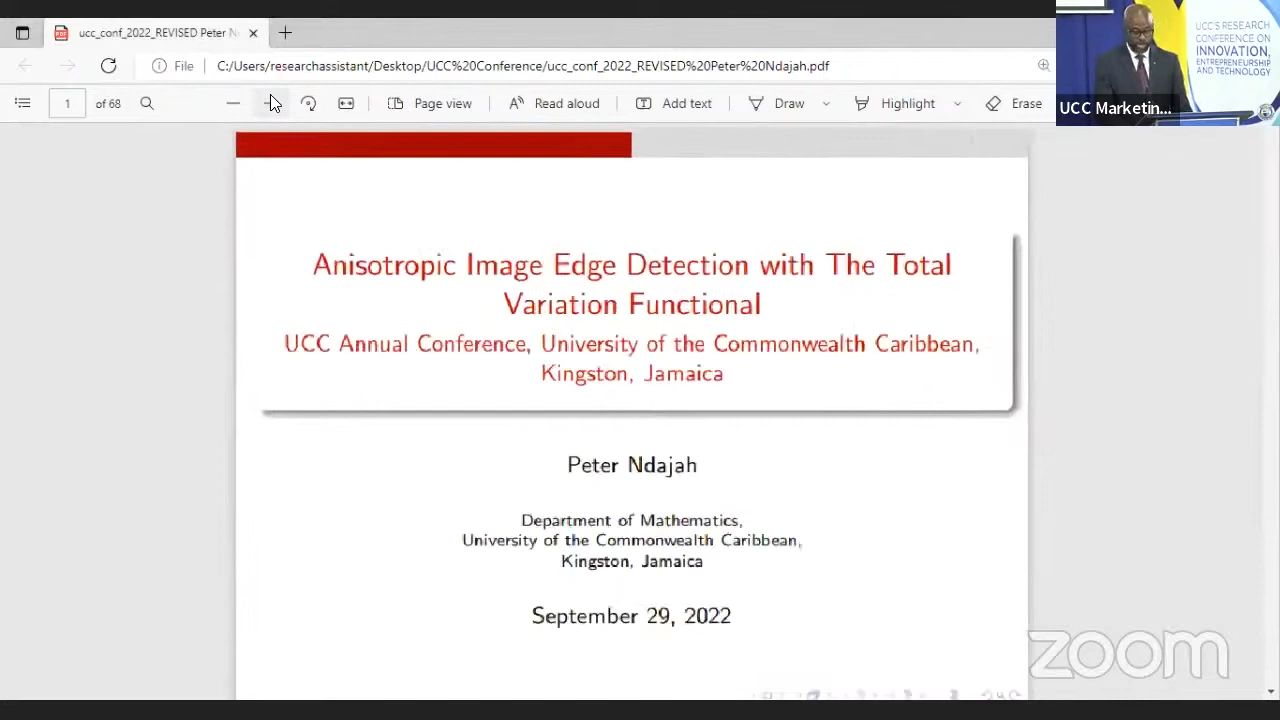 ucc_conf_2022_REVISED Peter N
File
C:/Users/researchassistant/Desktop/UCC%20Conference/ucc_conf_2022_REVISED%20Peter%20Ndajah.pdf
1 of 68
Page view
Read aloud
Add text
Draw
Highlight
Erase
UCC'S RESEARCH
CONFERENCE ON
INNOVATION,
ENTREPRENEURSHIP
AND TECHNOLOGY
UCC Marketin...
Anisotropic Image Edge Detection with The Total
Variation Functional
UCC Annual Conference, University of the Commonwealth Caribbean,
Kingston, Jamaica
Peter Ndajah
Department of Mathematics,
University of the Commonwealth Caribbean,
Kingston, Jamaica
September 29, 2022
zoom